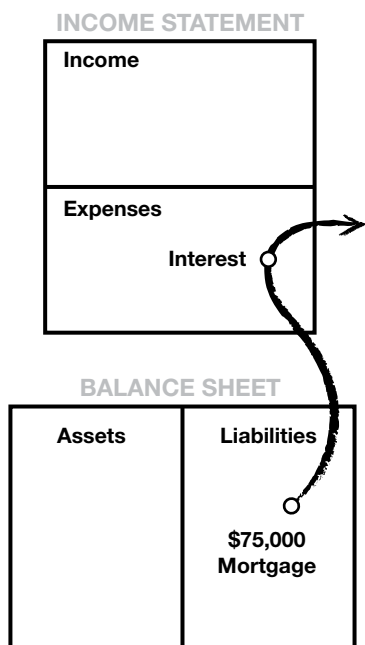 INCOME STATEMENT
Income
Expenses
Interest
BALANCE SHEET
Assets
Liabilities
$75,000
Mortgage